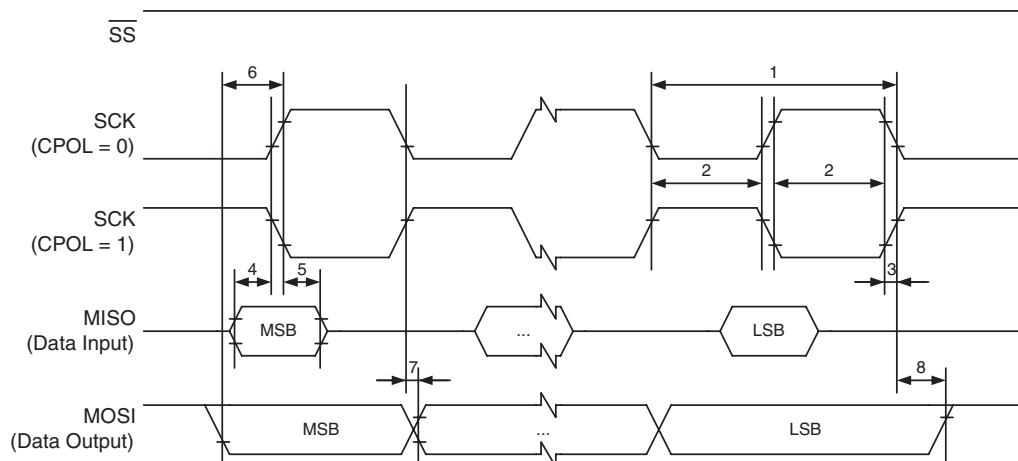 SS
6
1
SCK
(CPOL = 0)
2
2
SCK
(CPOL = 1)
4
5
3
MISO
(Data Input)
MSB
...
LSB
7
8
MOSI
(Data Output)
MSB
...
LSB